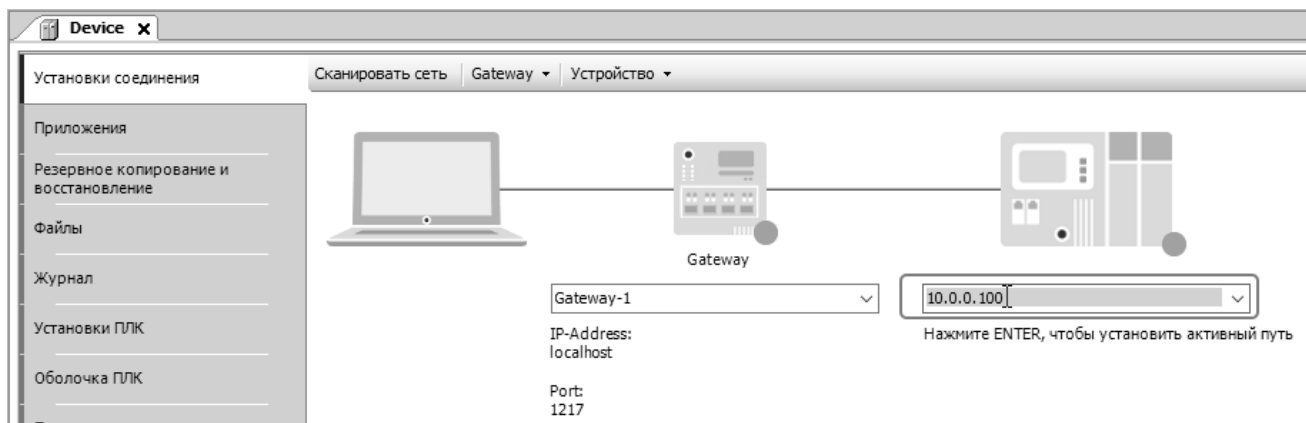 Device
Установки соединения
Сканировать сеть
Gateway
Устройство
Приложения
Резервное копирование и
восстановление
Файлы
Журнал
Установки ПЛК
Оболочка ПЛК
Gateway
Gateway-1
IP-Address:
localhost
Port:
1217
10.0.0.100
Нажмите ENTER, чтобы установить активный путь